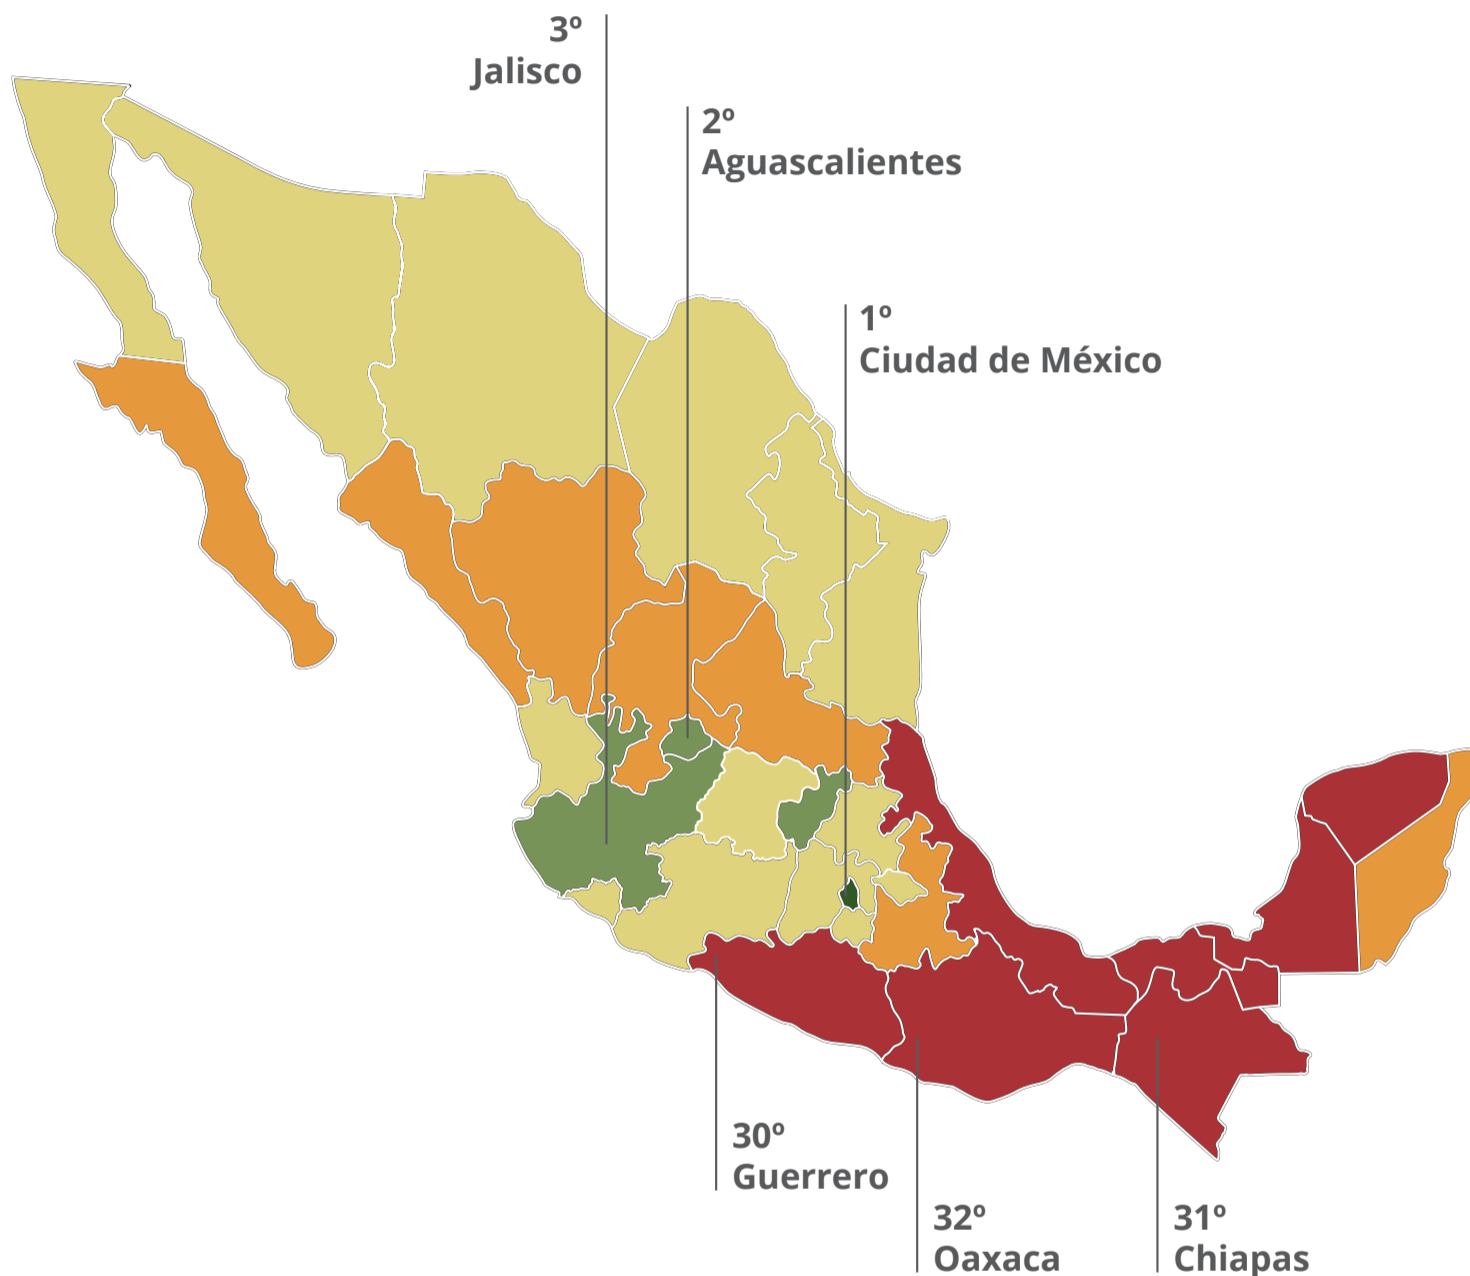 3º
Jalisco
2º
Aguascalientes
1º
Ciudad de México
30º
Guerrero
32º
Oaxaca
31º
Chiapas